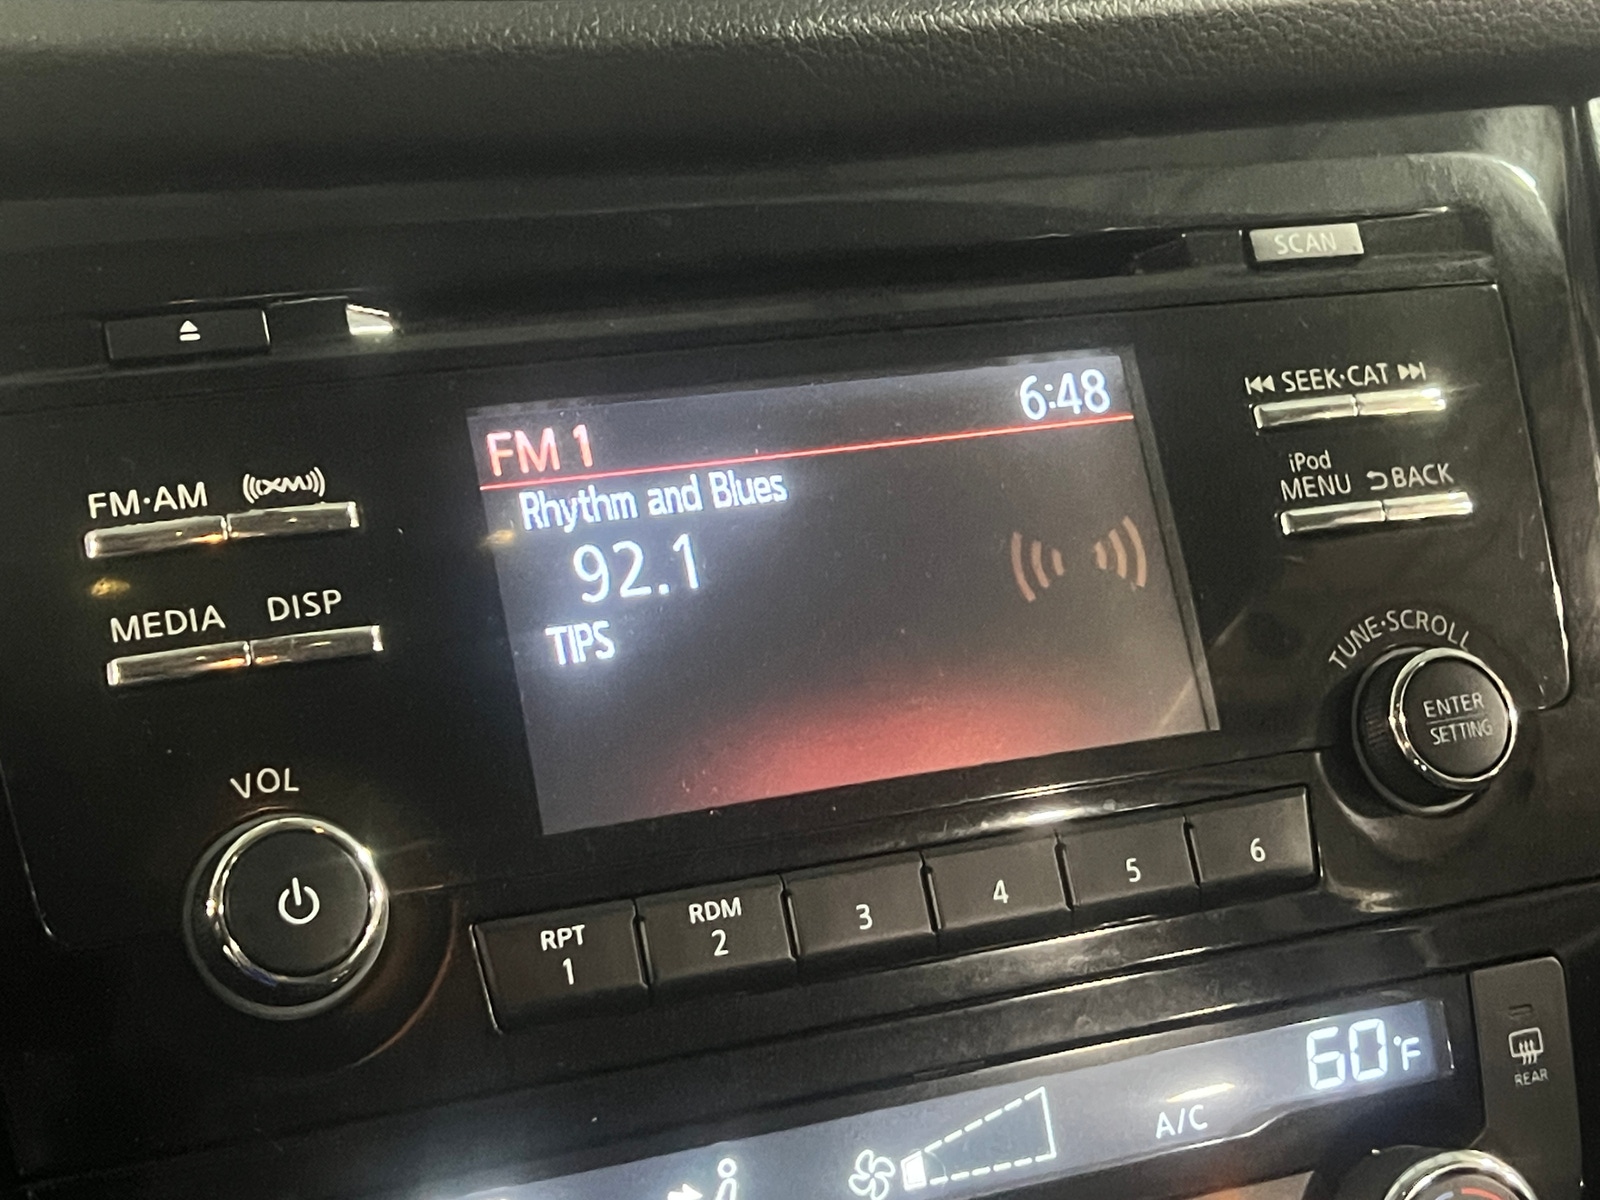 SCAN
6:48
FM 1
SEEK·CAT
Rhythm and Blues
FM·AM
XM
iPod
MENU
BACK
92.1
TIPS
MEDIA
DISP
TUNE·SCROLL
ENTER
SETTING
VOL
RPT
1
RDM
2
3
4
5
6
60°F
A/C
REAR